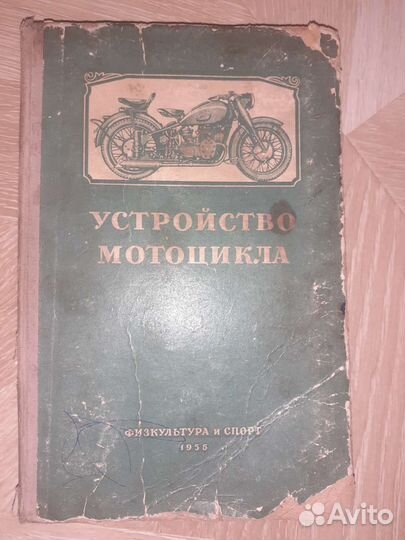 УСТРОЙСТВО
МОТОЦИКЛА
ФИЗКУЛЬТУРА И СПОРТ
1955
Avito